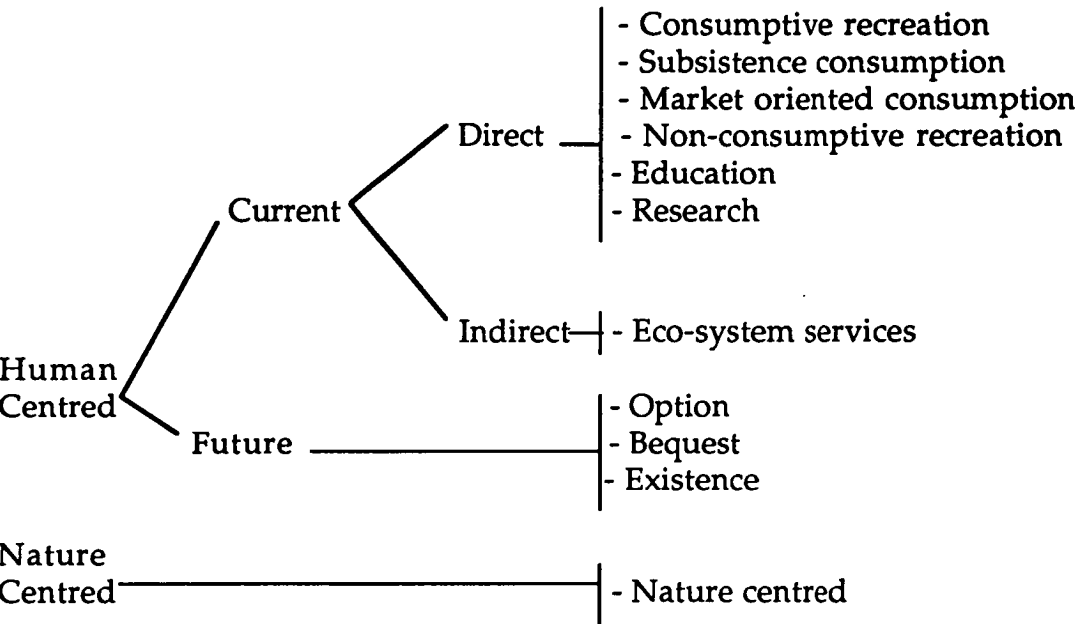 - Consumptive recreation
- Subsistence consumption
- Market oriented consumption
Direct
- Non-consumptive recreation
- Education
- Research
Current
Indirect
- Eco-system services
Human
Centred
- Option
Future
- Bequest
- Existence
Nature
Centred
- Nature centred